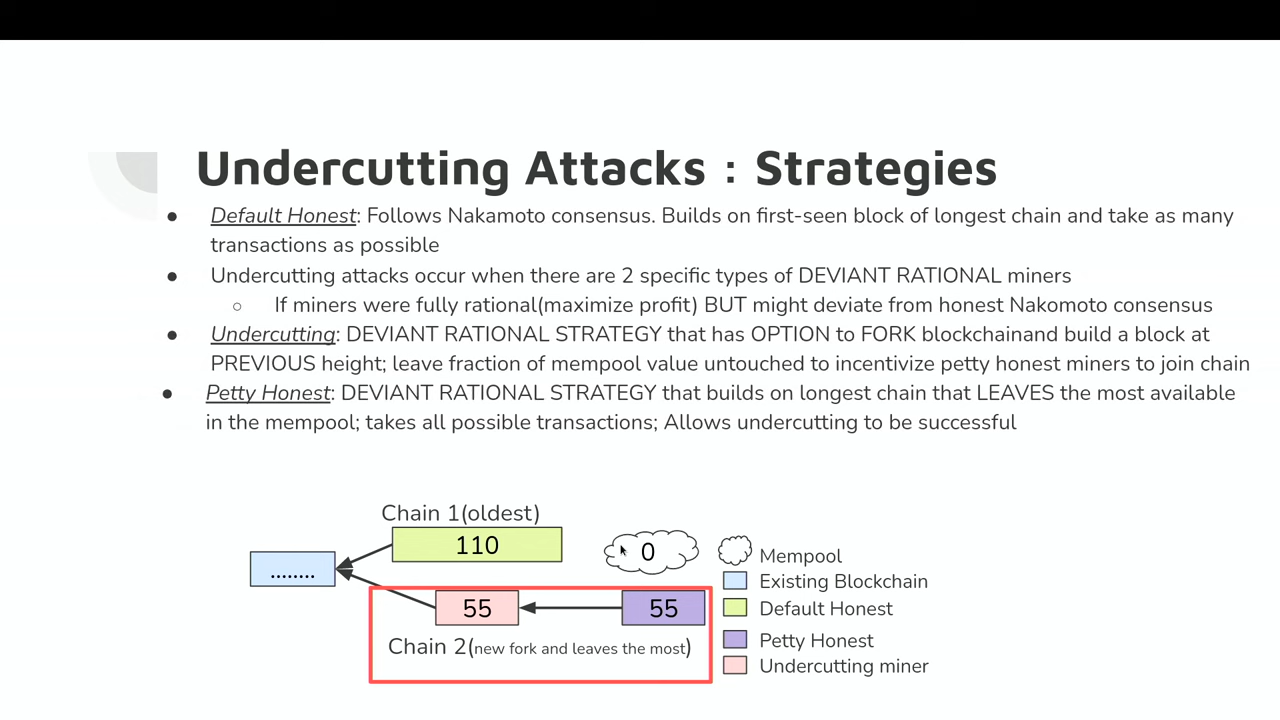 Undercutting Attacks : Strategies
● Default Honest: Follows Nakamoto consensus. Builds on first-seen block of longest chain and take as many
transactions as possible
● Undercutting attacks occur when there are 2 specific types of DEVIANT RATIONAL miners
○ If miners were fully rational(maximize profit) BUT might deviate from honest Nakamoto consensus
● Undercutting: DEVIANT RATIONAL STRATEGY that has OPTION to FORK blockchainand build a block at
PREVIOUS height; leave fraction of mempool value untouched to incentivize petty honest miners to join chain
● Petty Honest: DEVIANT RATIONAL STRATEGY that builds on longest chain that LEAVES the most available
in the mempool; takes all possible transactions; Allows undercutting to be successful
Chain 1(oldest)
110
0
........
55
55
Chain 2(new fork and leaves the most)
Mempool
Existing Blockchain
Default Honest
Petty Honest
Undercutting miner